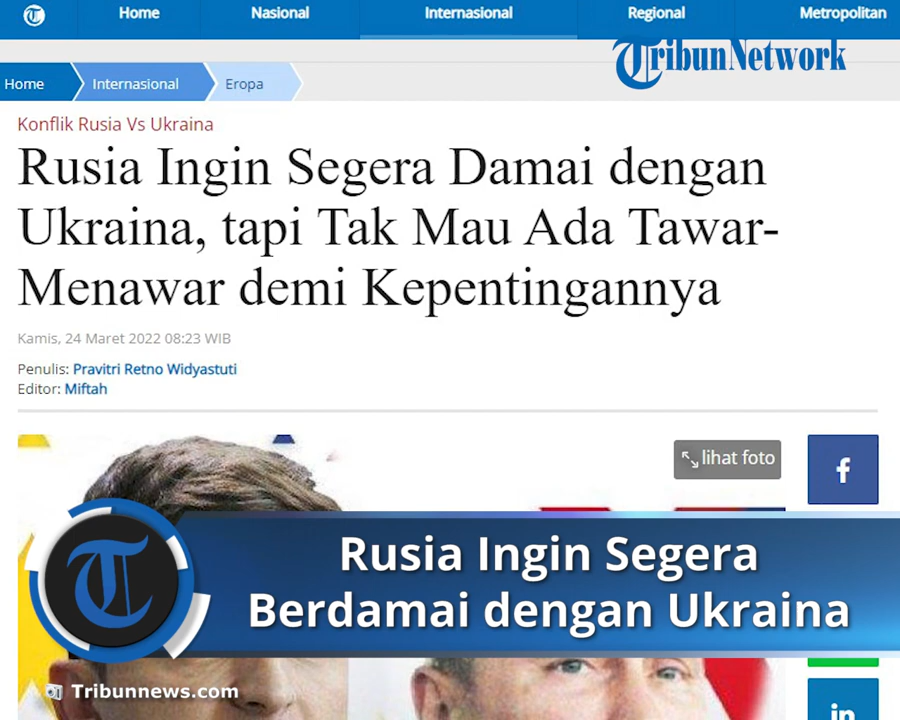 Home
Nasional
Internasional
Regional
Metropolitan
TribunNetwork
Home
Internasional
Eropa
Konflik Rusia Vs Ukraina
Rusia Ingin Segera Damai dengan
Ukraina, tapi Tak Mau Ada Tawar-
Menawar demi Kepentingannya
Kamis, 24 Maret 2022 08:23 WIB
Penulis: Pravitri Retno Widyastuti
Editor: Miftah
lihat foto
f
T
Rusia Ingin Segera
Berdamai dengan Ukraina
Tribunnews.com
in